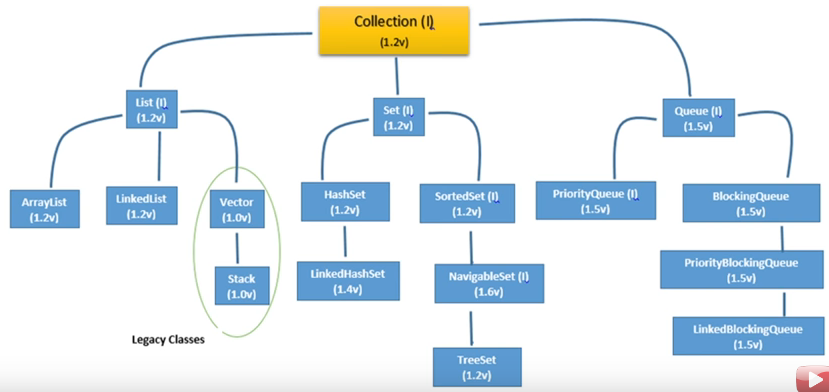 Collection (I)
(1.2v)
List (I)
(1.2v)
Set (I)
(1.2v)
Queue (I)
(1.5v)
ArrayList
(1.2v)
LinkedList
(1.2v)
Vector
(1.0v)
HashSet
(1.2v)
SortedSet (I)
(1.2v)
PriorityQueue (I)
(1.5v)
BlockingQueue
(1.5v)
Stack
(1.0v)
LinkedHashSet
(1.4v)
NavigableSet (I)
(1.6v)
PriorityBlockingQueue
(1.5v)
Legacy Classes
TreeSet
(1.2v)
LinkedBlockingQueue
(1.5v)